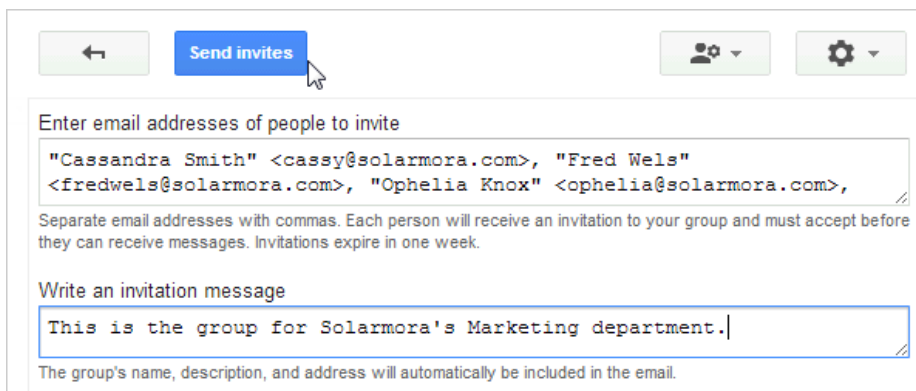 Send invites
Enter email addresses of people to invite
"Cassandra Smith" <cassy@solarmora.com>, "Fred Wels"
<fredwels@solarmora.com>, "Ophelia Knox" <ophelia@solarmora.com>,
Separate email addresses with commas. Each person will receive an invitation to your group and must accept before
they can receive messages. Invitations expire in one week.
Write an invitation message
This is the group for Solarmora's Marketing department.
The group's name, description, and address will automatically be included in the email.